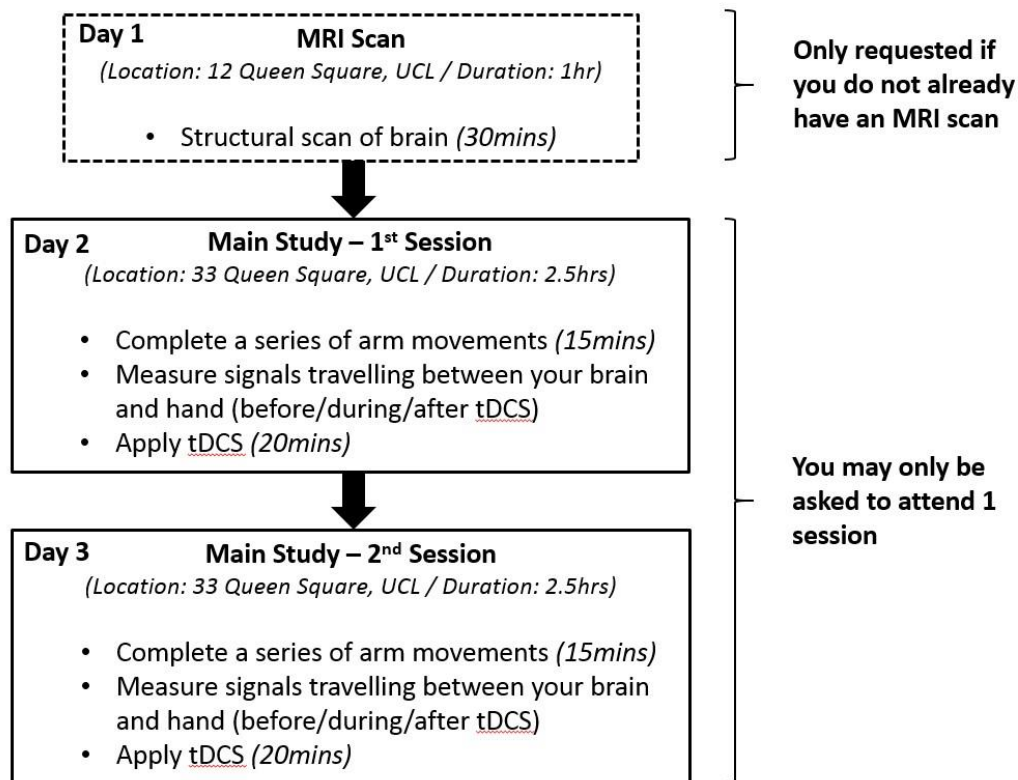 Day 1
MRI Scan
(Location: 12 Queen Square, UCL / Duration: 1hr)
• Structural scan of brain (30mins)
Only requested if
you do not already
have an MRI scan
Day 2
Main Study – 1st Session
(Location: 33 Queen Square, UCL / Duration: 2.5hrs)
• Complete a series of arm movements (15mins)
• Measure signals travelling between your brain
and hand (before/during/after tDCS)
• Apply tDCS (20mins)
Day 3
Main Study – 2nd Session
(Location: 33 Queen Square, UCL / Duration: 2.5hrs)
• Complete a series of arm movements (15mins)
• Measure signals travelling between your brain
and hand (before/during/after tDCS)
• Apply tDCS (20mins)
You may only be
asked to attend 1
session